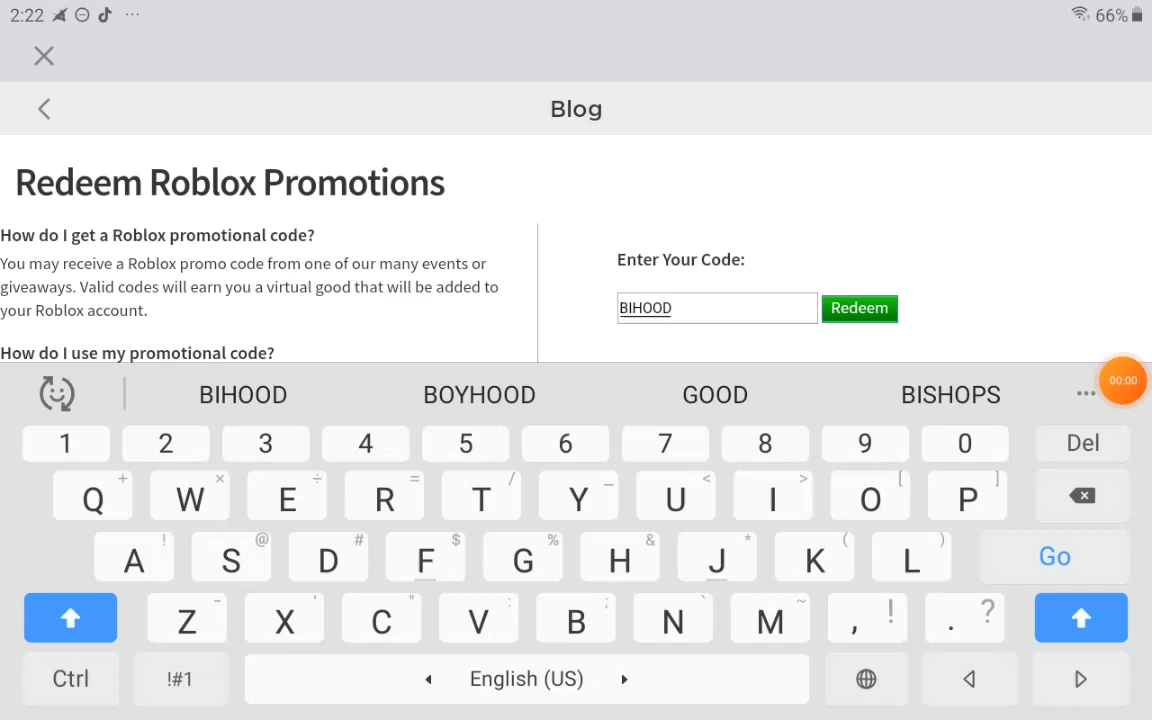 2:22 ... 66%
Blog
Redeem Roblox Promotions
How do I get a Roblox promotional code?
You may receive a Roblox promo code from one of our many events or
giveaways. Valid codes will earn you a virtual good that will be added to
your Roblox account.
How do I use my promotional code?
Enter Your Code:
BIHOOD Redeem
BIHOOD BOYHOOD GOOD BISHOPS ... 00:00
1 2 3 4 5 6 7 8 9 0 Del
Q + W × E ÷ R = T / Y _ U < I > O [ P ]
A ! S @ D # F $ G % H & J * K ( L ) Go
Z - X ' C " V : B ; N ` M ~ , ! . ?
Ctrl !#1 English (US)